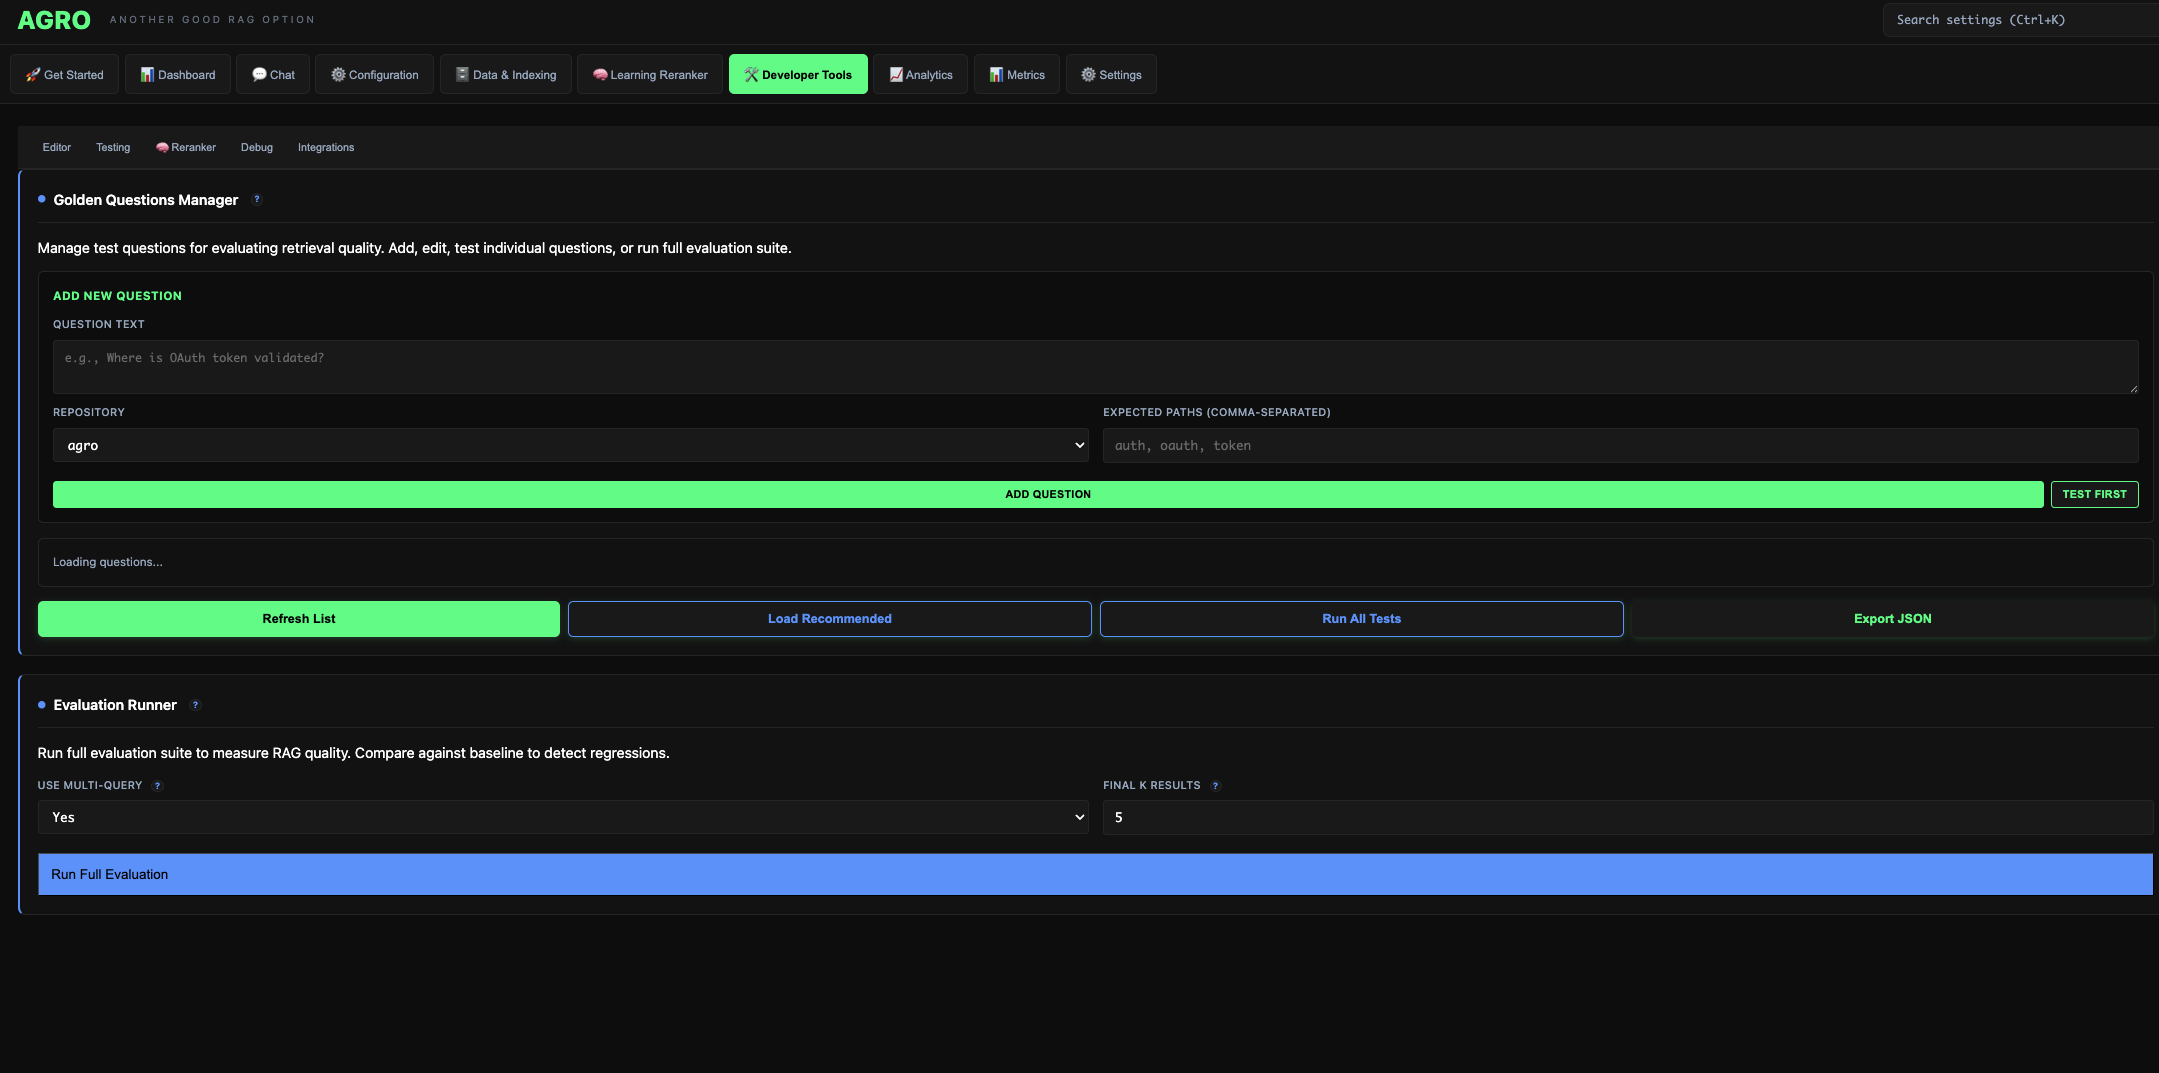 AGRO ANOTHER GOOD RAG OPTION Search settings (Ctrl+K)
Get Started Dashboard Chat Configuration Data & Indexing Learning Reranker Developer Tools Analytics Metrics Settings
Editor Testing Reranker Debug Integrations
Golden Questions Manager ?
Manage test questions for evaluating retrieval quality. Add, edit, test individual questions, or run full evaluation suite.
ADD NEW QUESTION
QUESTION TEXT
e.g., Where is OAuth token validated?
REPOSITORY EXPECTED PATHS (COMMA-SEPARATED)
agro auth, oauth, token
ADD QUESTION TEST FIRST
Loading questions...
Refresh List Load Recommended Run All Tests Export JSON
Evaluation Runner ?
Run full evaluation suite to measure RAG quality. Compare against baseline to detect regressions.
USE MULTI-QUERY ? FINAL K RESULTS ?
Yes 5
Run Full Evaluation